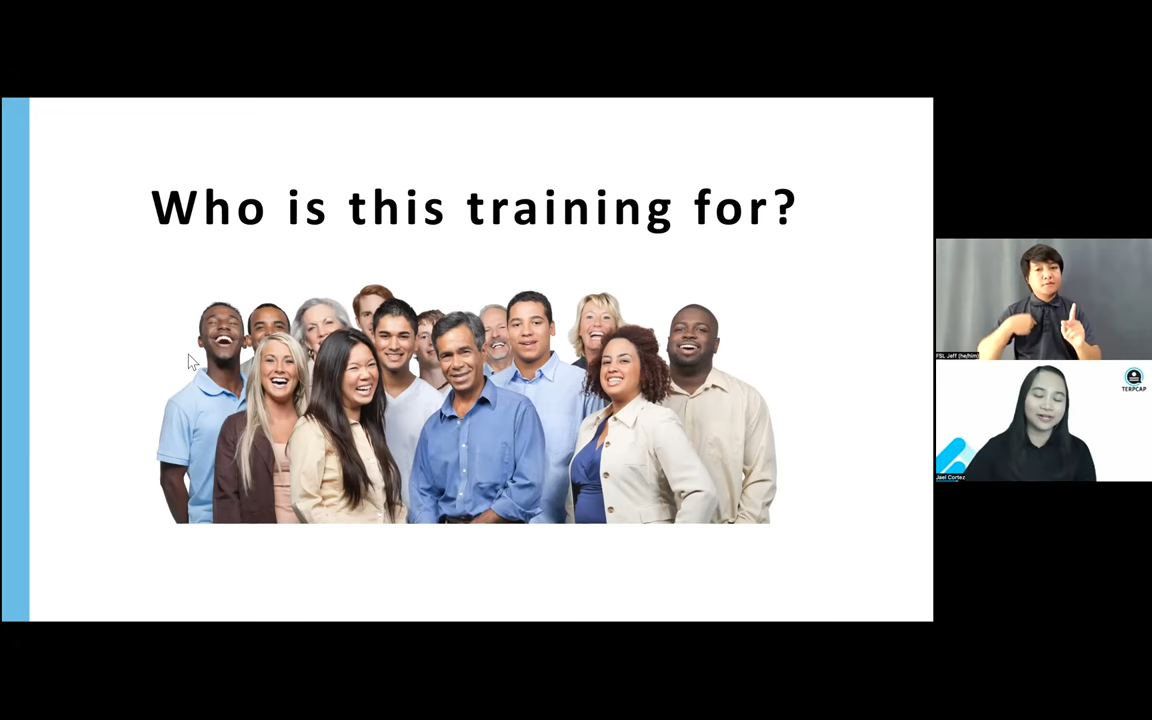 Who is this training for?
FSL Jeff (he/him)
TERPCAP
Jael Cortez